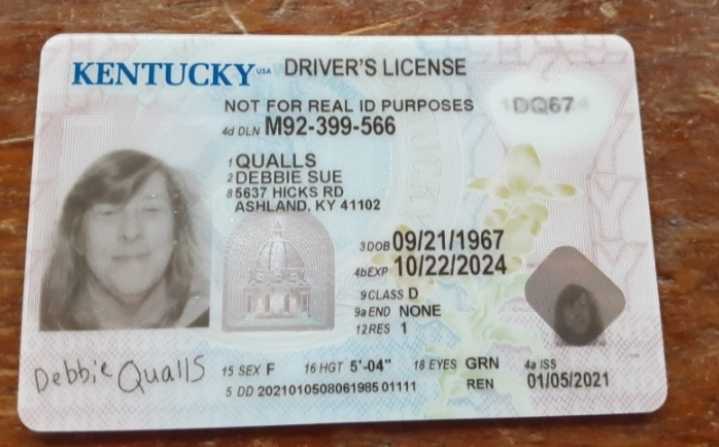 KENTUCKY USA DRIVER'S LICENSE
NOT FOR REAL ID PURPOSES
DQ67
4d DLN M92-399-566
1 QUALLS
2 DEBBIE SUE
8 5637 HICKS RD
ASHLAND, KY 41102
3 DOB 09/21/1967
4b EXP 10/22/2024
9 CLASS D
9a END NONE
12 RES 1
Debbie Qualls
15 SEX F 16 HGT 5'-04" 18 EYES GRN 4a ISS
5 DD 2021010508061985 01111 REN 01/05/2021